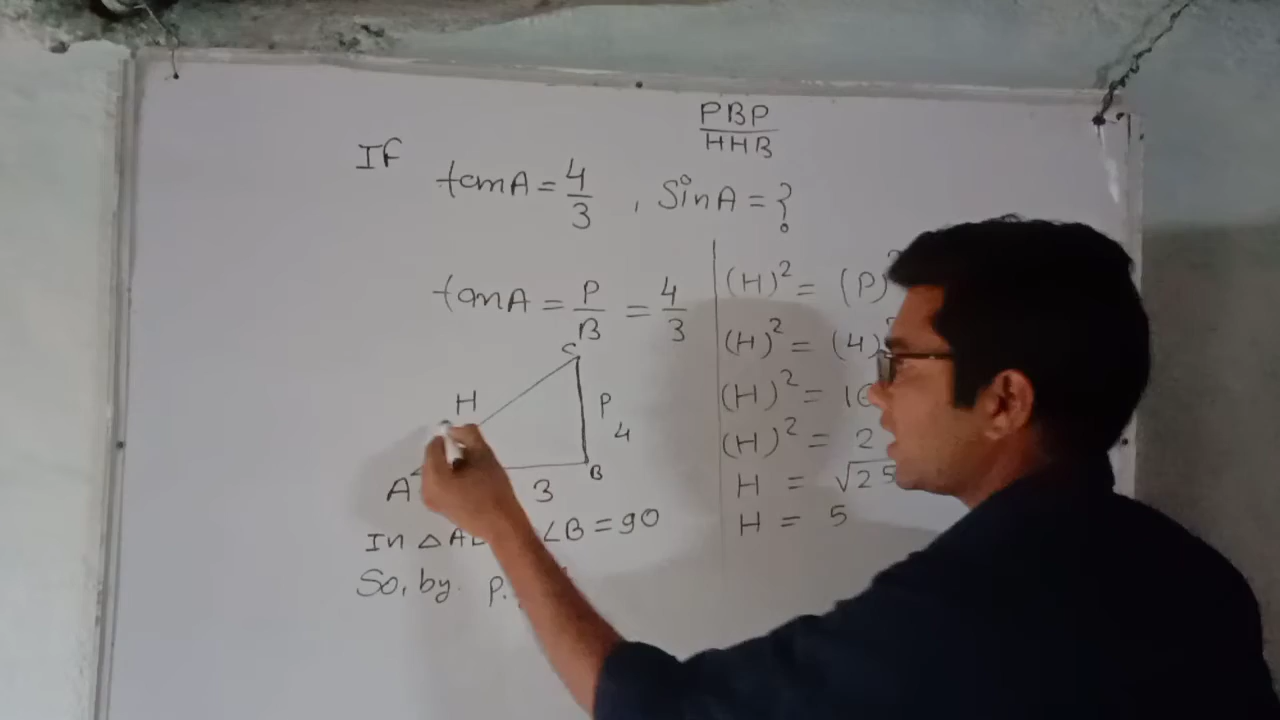 PBP
HHB
If tanA = 4/3 , SinA = ?
tanA = P/B = 4/3
C
H
P
4
A
3
B
In △A ∠B = 90
So, by P.
(H)² = (P)²
(H)² = (4)²
(H)² =
(H)² = 2
H = √25
H = 5